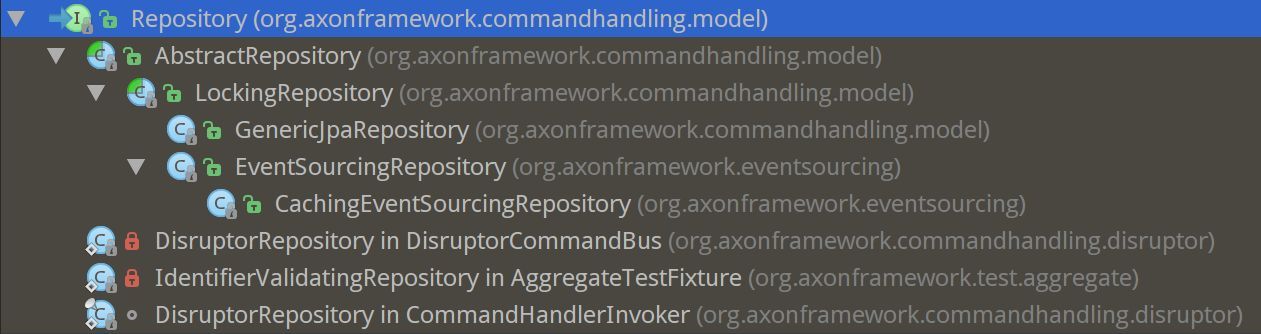 Repository (org.axonframework.commandhandling.model)
AbstractRepository (org.axonframework.commandhandling.model)
LockingRepository (org.axonframework.commandhandling.model)
GenericJpaRepository (org.axonframework.commandhandling.model)
EventSourcingRepository (org.axonframework.eventsourcing)
CachingEventSourcingRepository (org.axonframework.eventsourcing)
DisruptorRepository in DisruptorCommandBus (org.axonframework.commandhandling.disruptor)
IdentifierValidatingRepository in AggregateTestFixture (org.axonframework.test.aggregate)
DisruptorRepository in CommandHandlerInvoker (org.axonframework.commandhandling.disruptor)